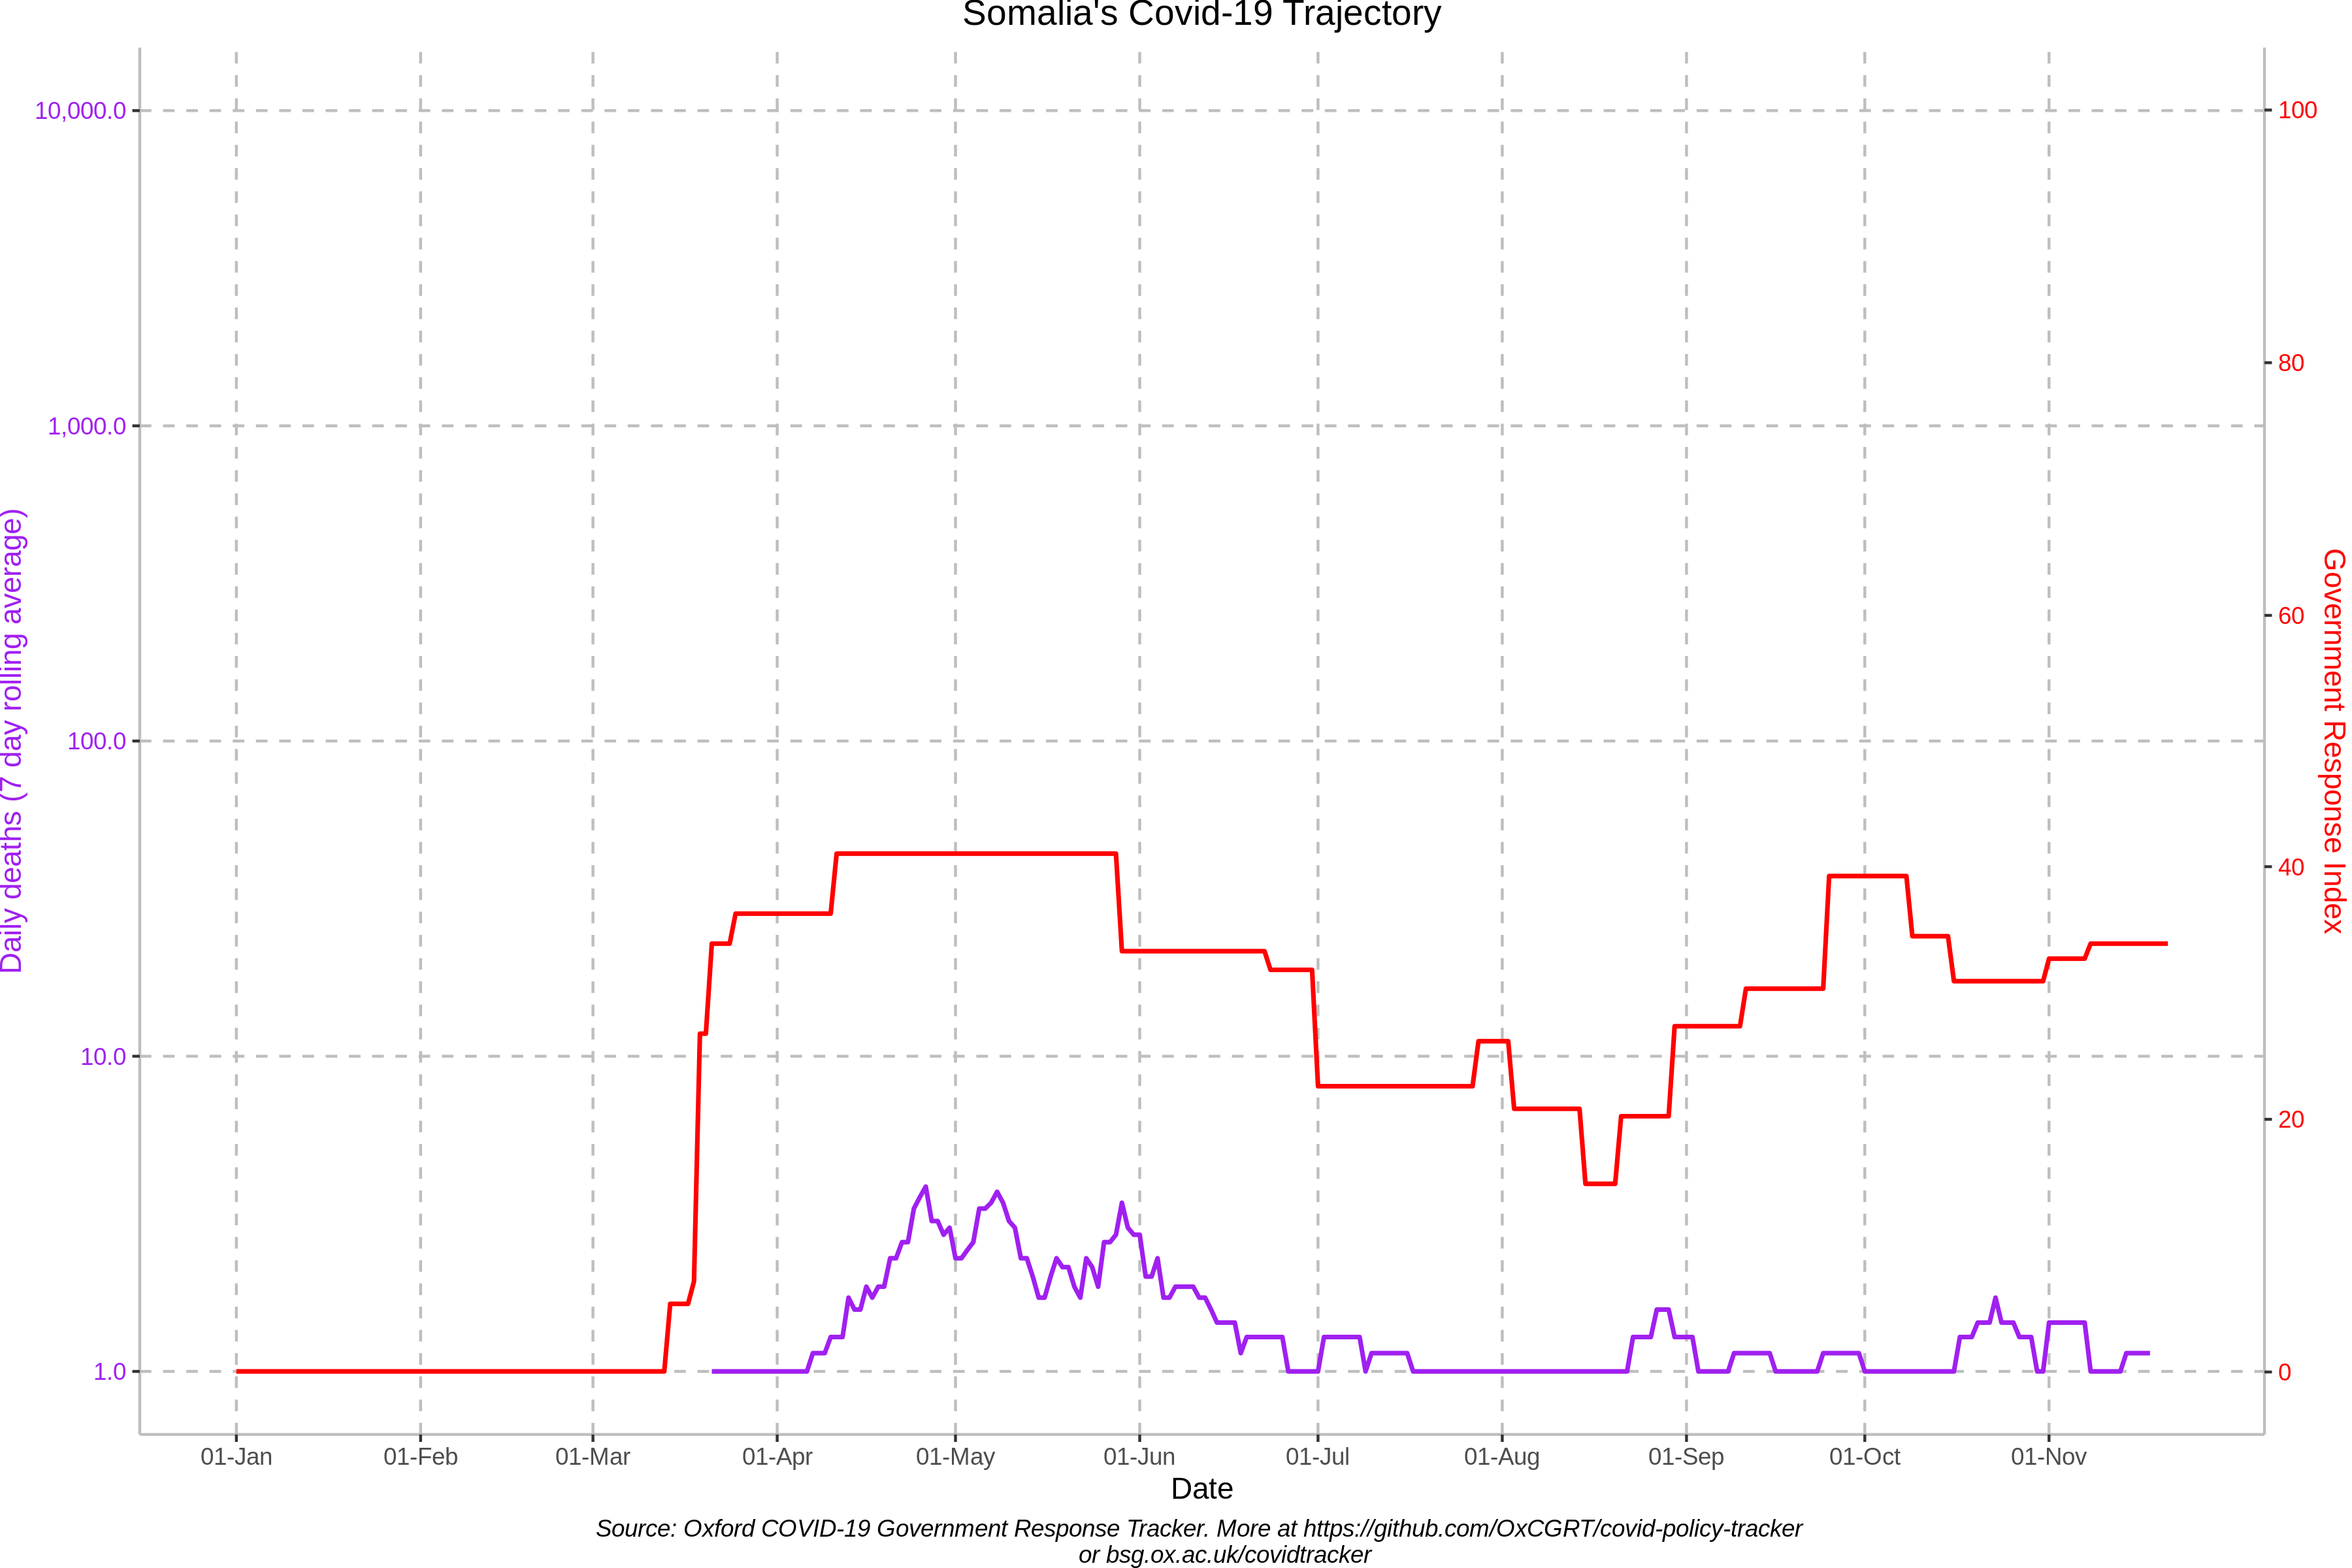 Somalia's Covid-19 Trajectory
10,000.0
1,000.0
100.0
10.0
1.0
Daily deaths (7 day rolling average)
100
80
60
40
20
0
Government Response Index
01-Jan 01-Feb 01-Mar 01-Apr 01-May 01-Jun 01-Jul 01-Aug 01-Sep 01-Oct 01-Nov
Date
Source: Oxford COVID-19 Government Response Tracker. More at https://github.com/OxCGRT/covid-policy-tracker
or bsg.ox.ac.uk/covidtracker